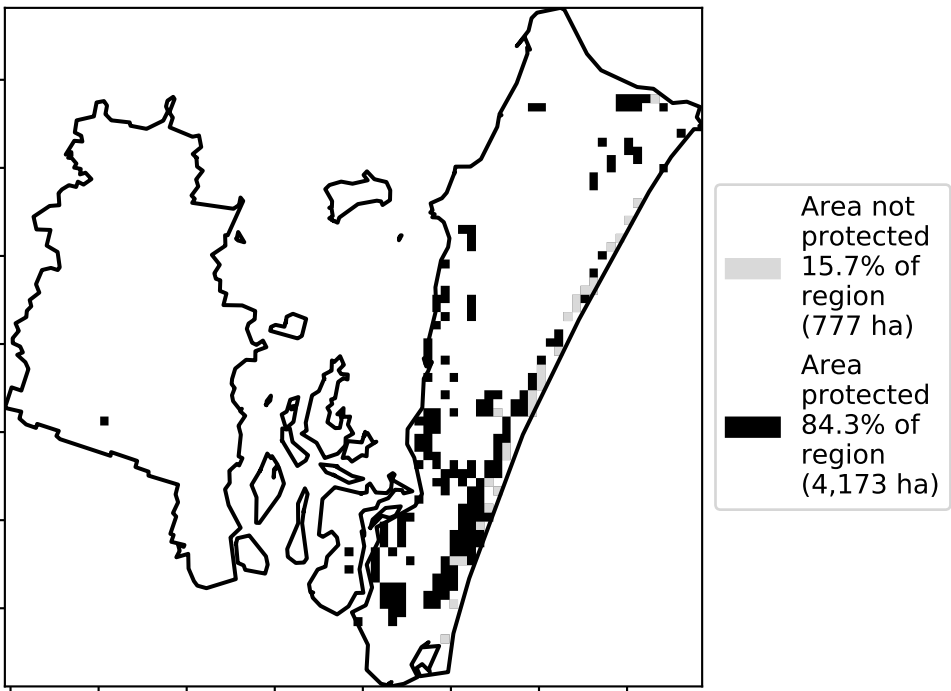 Area not
protected
15.7% of
region
(777 ha)
Area
protected
84.3% of
region
(4,173 ha)